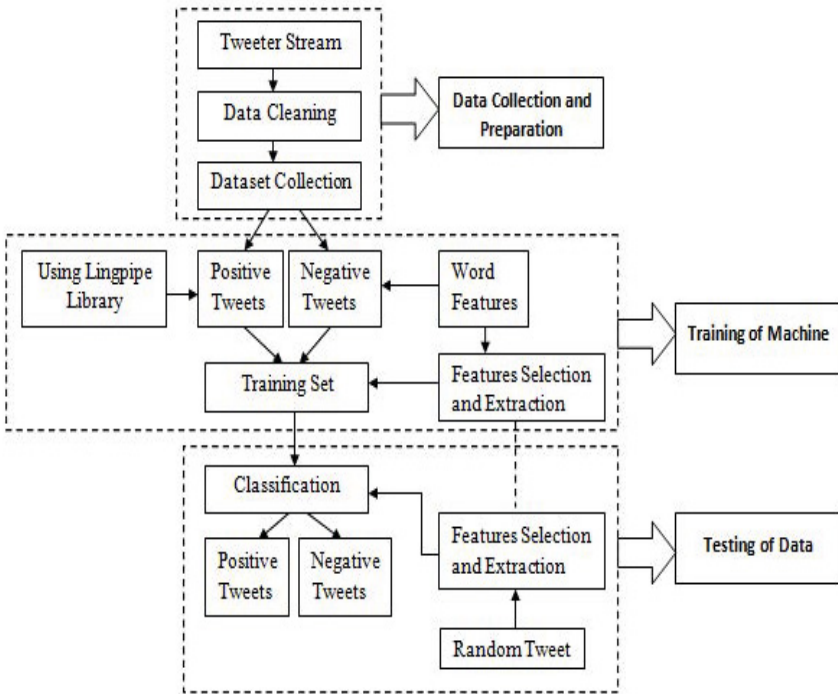 Tweeter Stream
Data Cleaning
Dataset Collection
Data Collection and
Preparation
Using Lingpipe
Library
Positive
Tweets
Negative
Tweets
Word
Features
Training Set
Features Selection
and Extraction
Training of Machine
Classification
Positive
Tweets
Negative
Tweets
Features Selection
and Extraction
Random Tweet
Testing of Data